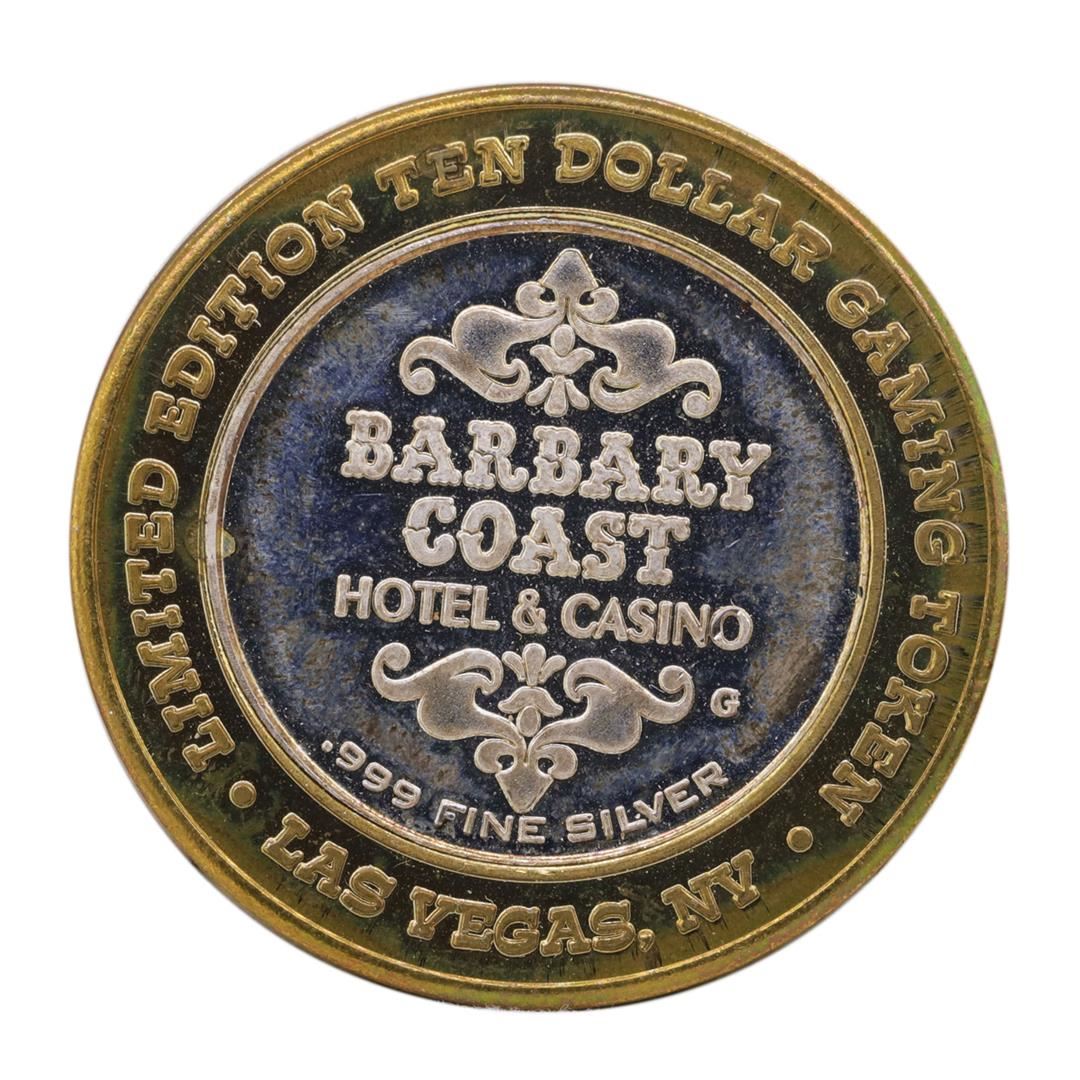 LIMITED EDITION TEN DOLLAR GAMING TOKEN
BARBARY
COAST
HOTEL & CASINO
G
.999 FINE SILVER
• LAS VEGAS, NV •